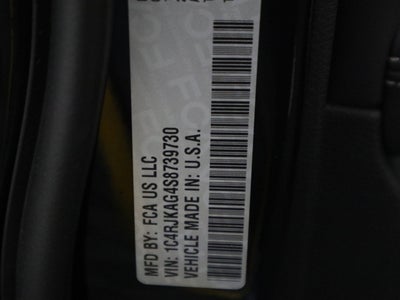 MFD BY: FCA US LLC
VIN: 1C4RJKAG4S8739730
VEHICLE MADE IN: U.S.A.